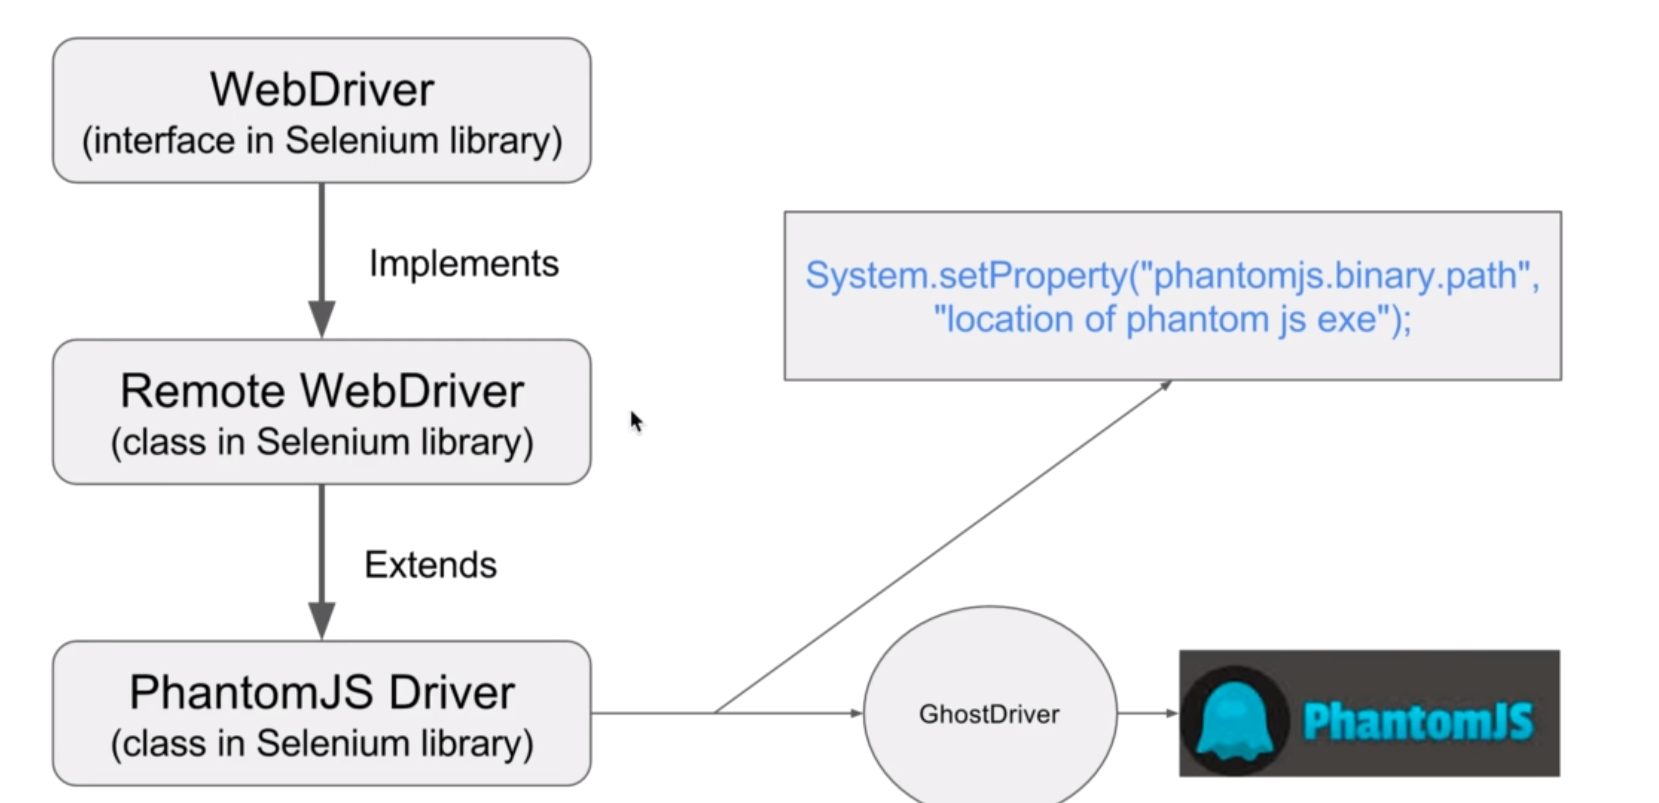 WebDriver
(interface in Selenium library)
Implements
System.setProperty("phantomjs.binary.path",
"location of phantom js exe");
Remote WebDriver
(class in Selenium library)
Extends
PhantomJS Driver
(class in Selenium library)
GhostDriver
PhantomJS